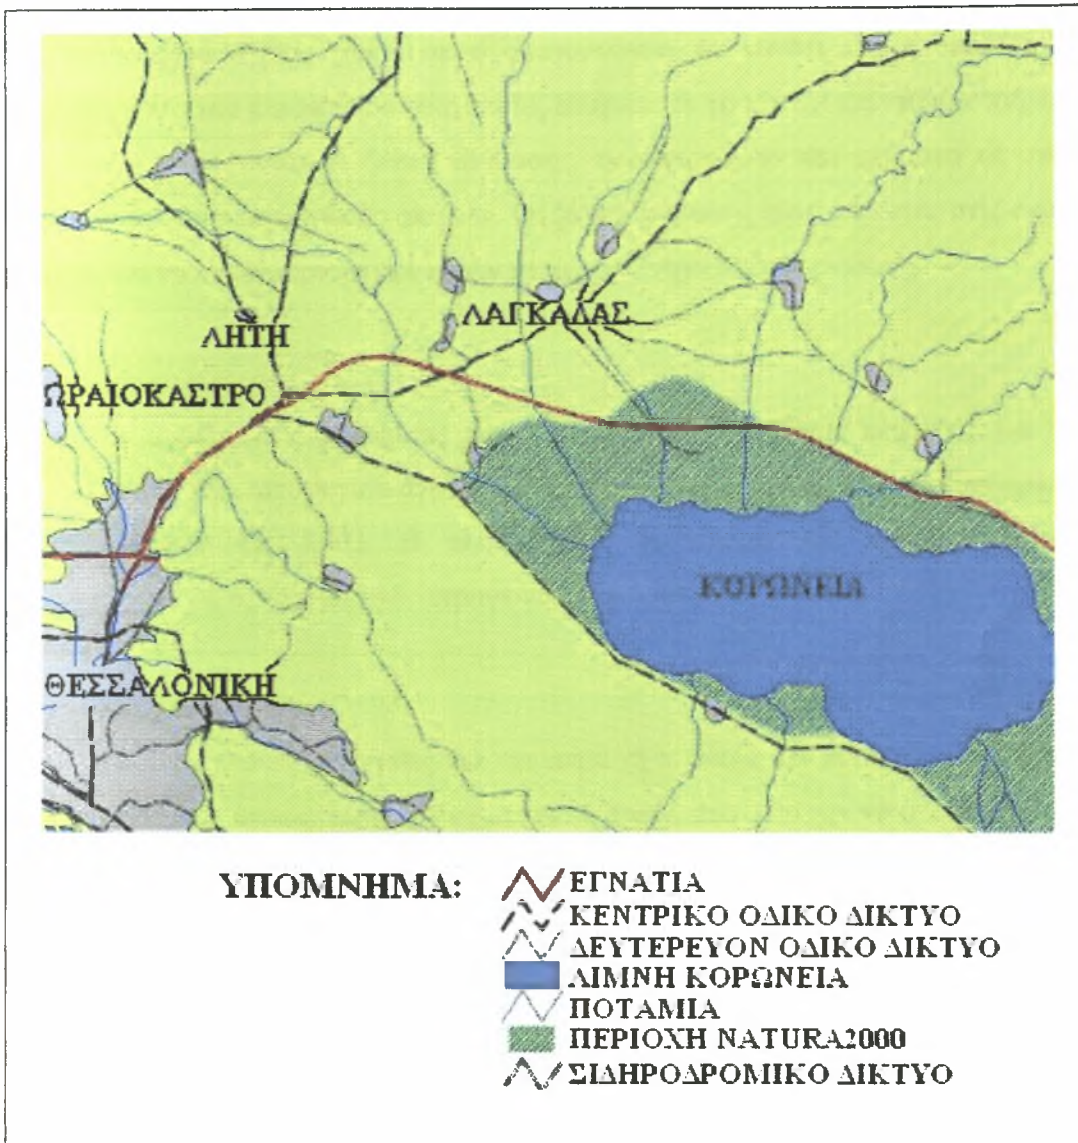 ΛΑΓΚΑΔΑΣ
ΛΗΤΗ
ΩΡΑΙΟΚΑΣΤΡΟ
ΚΟΡΩΝΕΙΑ
ΘΕΣΣΑΛΟΝΙΚΗ
ΥΠΟΜΝΗΜΑ:
ΕΓΝΑΤΙΑ
ΚΕΝΤΡΙΚΟ ΟΔΙΚΟ ΔΙΚΤΥΟ
ΔΕΥΤΕΡΕΥΟΝ ΟΔΙΚΟ ΔΙΚΤΥΟ
ΛΙΜΝΗ ΚΟΡΩΝΕΙΑ
ΠΟΤΑΜΙΑ
ΠΕΡΙΟΧΗ NATURA2000
ΣΙΔΗΡΟΔΡΟΜΙΚΟ ΔΙΚΤΥΟ